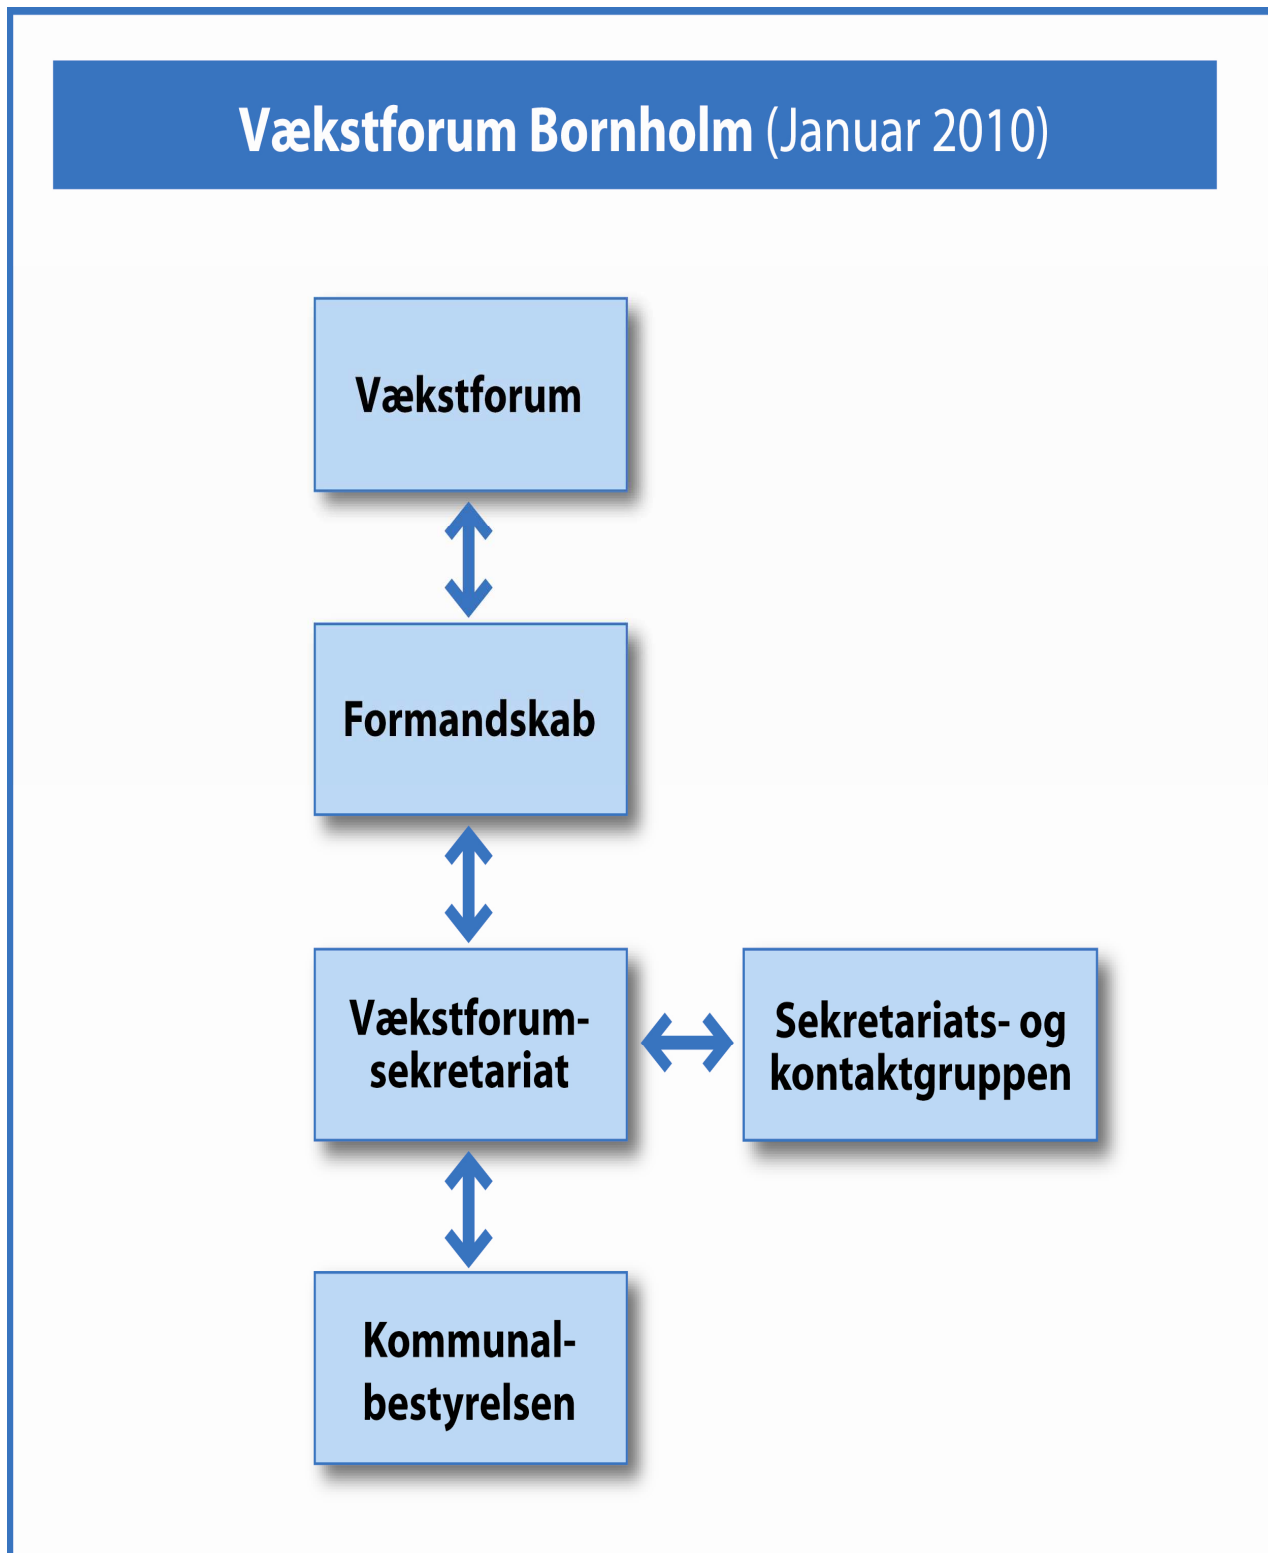 Vækstforum Bornholm (Januar 2010)
Vækstforum
Formandskab
Vækstforum-
sekretariat
Sekretariats- og
kontaktgruppen
Kommunal-
bestyrelsen